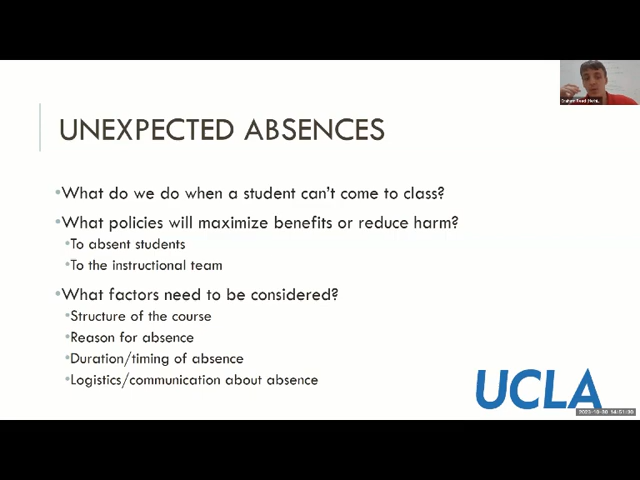 UNEXPECTED ABSENCES
•What do we do when a student can't come to class?
•What policies will maximize benefits or reduce harm?
•To absent students
•To the instructional team
•What factors need to be considered?
•Structure of the course
•Reason for absence
•Duration/timing of absence
•Logistics/communication about absence
UCLA